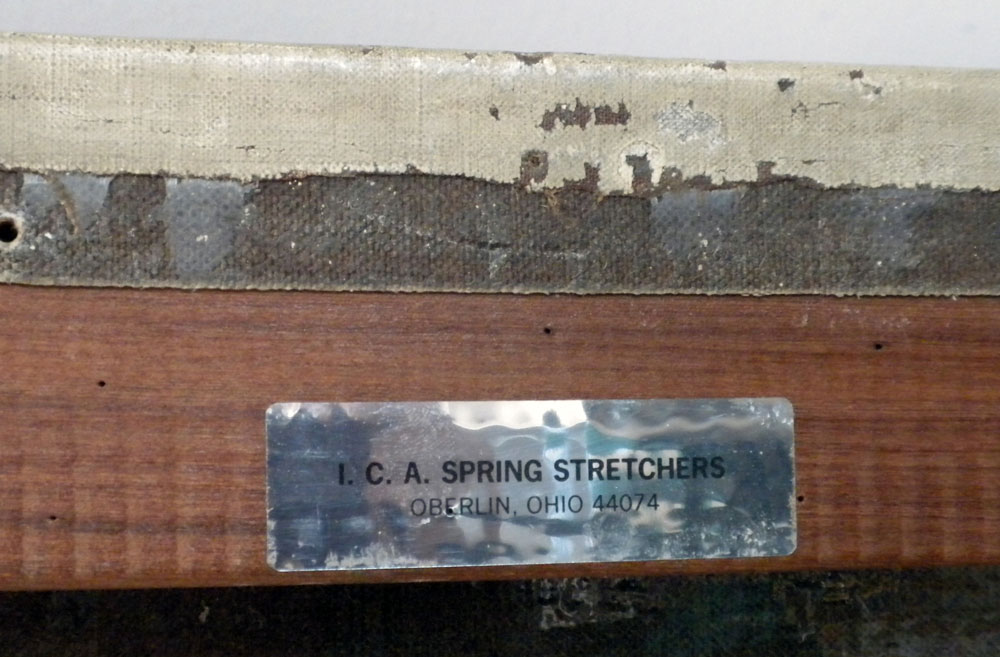 I. C. A. SPRING STRETCHERS
OBERLIN, OHIO 44074